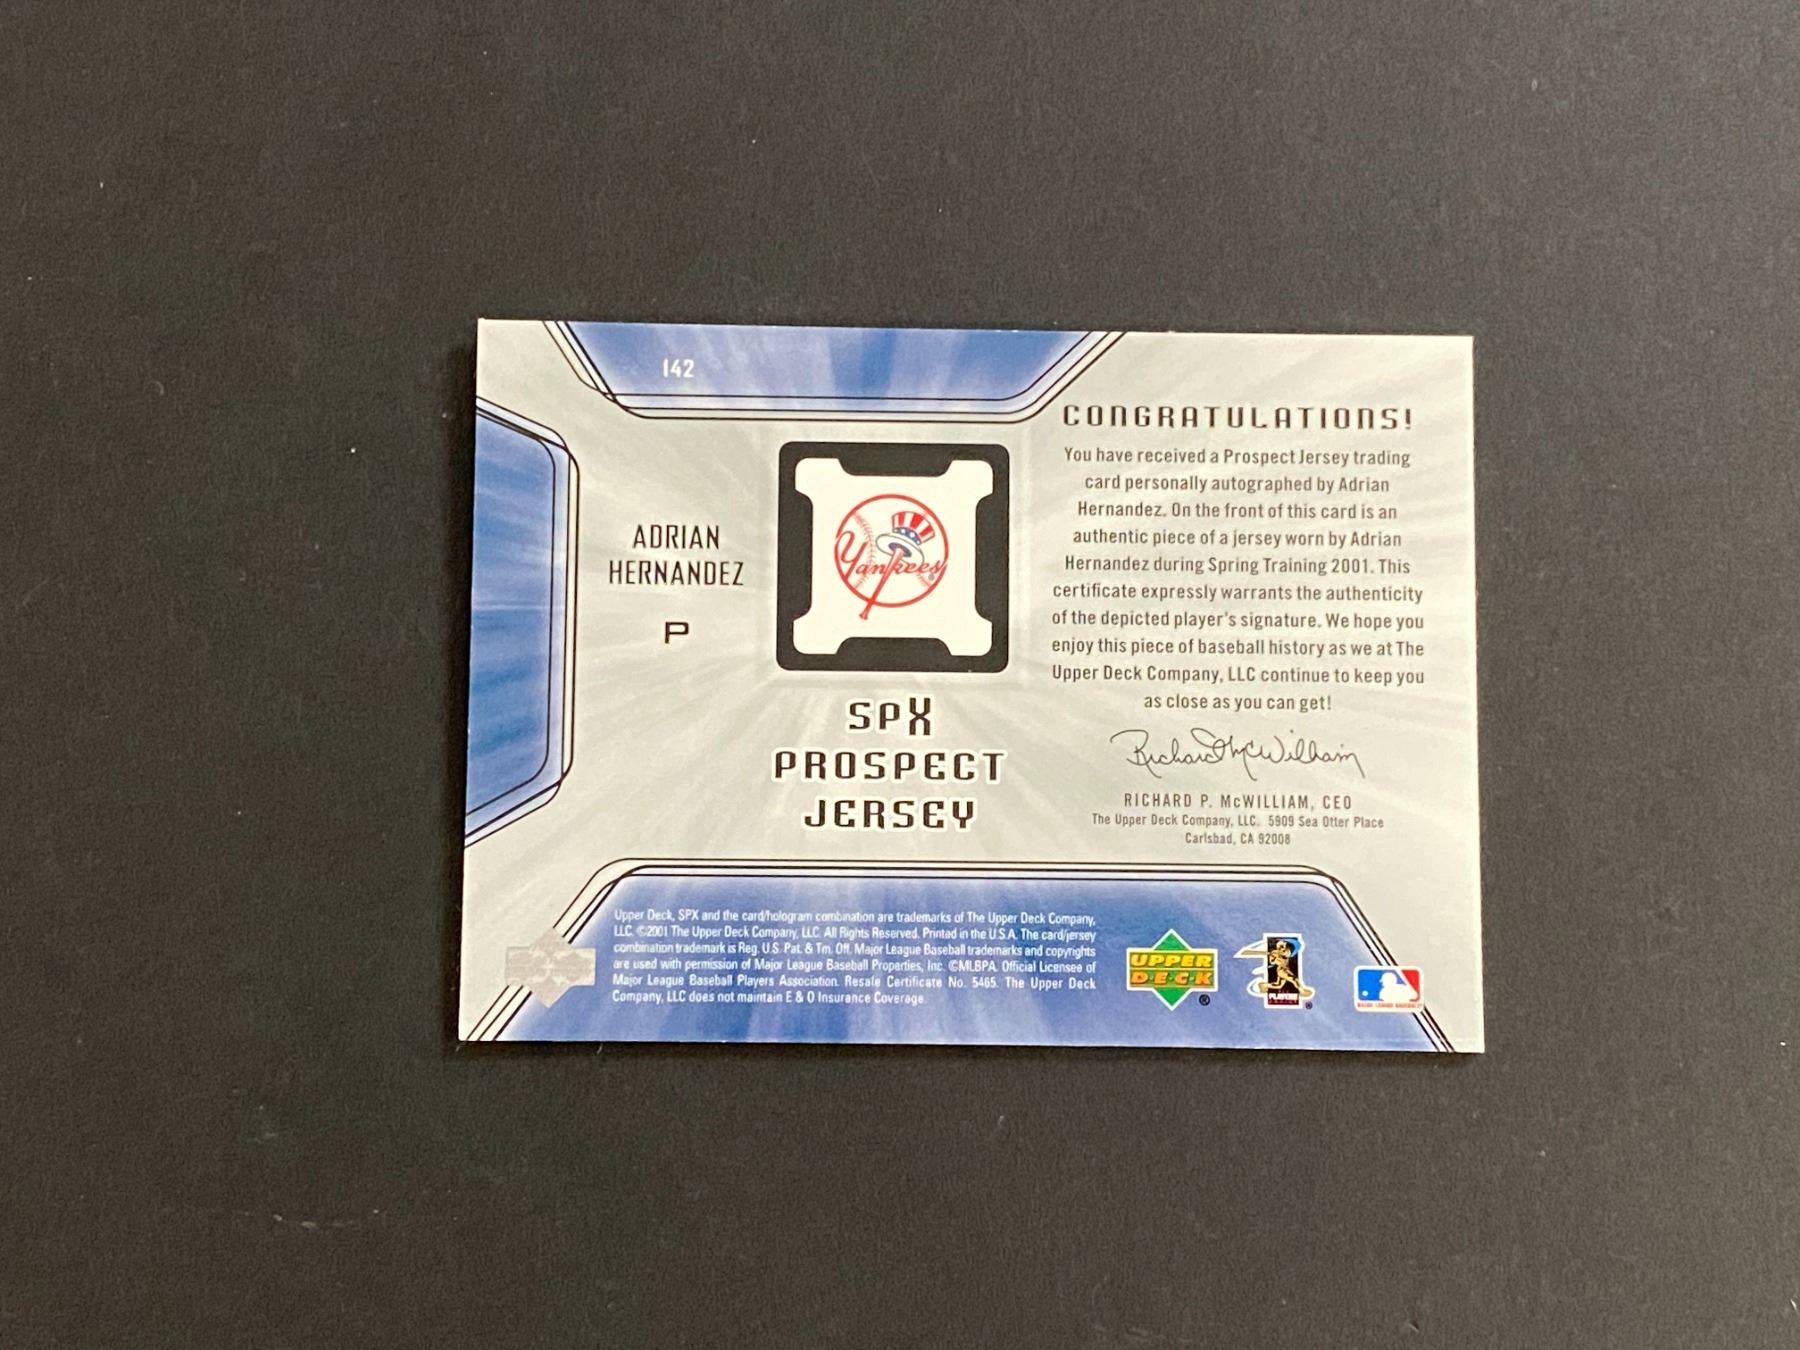 142
ADRIAN
HERNANDEZ
P
Yankees
SPX
PROSPECT
JERSEY
CONGRATULATIONS!
You have received a Prospect Jersey trading
card personally autographed by Adrian
Hernandez. On the front of this card is an
authentic piece of a jersey worn by Adrian
Hernandez during Spring Training 2001. This
certificate expressly warrants the authenticity
of the depicted player's signature. We hope you
enjoy this piece of baseball history as we at The
Upper Deck Company, LLC continue to keep you
as close as you can get!
Richard McWilliam
RICHARD P. McWILLIAM, CEO
The Upper Deck Company, LLC. 5909 Sea Otter Place
Carlsbad, CA 92008
Upper Deck, SPX and the card/hologram combination are trademarks of The Upper Deck Company,
LLC. ©2001 The Upper Deck Company, LLC. All Rights Reserved. Printed in the U.S.A. The card/jersey
combination trademark is Reg. U.S. Pat. & Tm. Off. Major League Baseball trademarks and copyrights
are used with permission of Major League Baseball Properties, Inc. ©MLBPA. Official Licensee of
Major League Baseball Players Association. Resale Certificate No. 5465. The Upper Deck
Company, LLC does not maintain E & O Insurance Coverage.
UPPER
DECK
®
PLAYERS
CHOICE
®
MAJOR LEAGUE BASEBALL